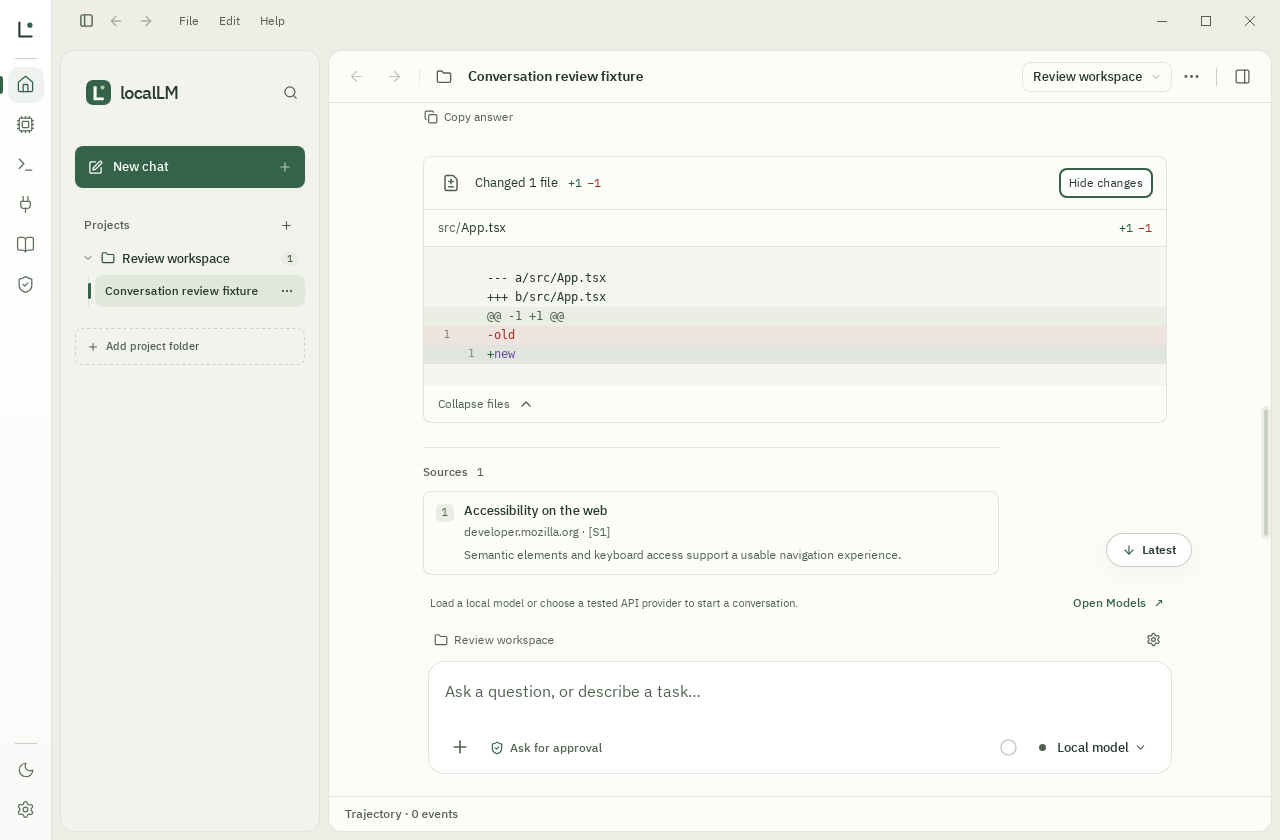 File Edit Help
localLM
New chat
Projects
Review workspace 1
Conversation review fixture
Add project folder
Conversation review fixture
Review workspace
Copy answer
Changed 1 file +1 −1
Hide changes
src/App.tsx +1 −1
--- a/src/App.tsx
+++ b/src/App.tsx
@@ -1 +1 @@
1 -old
1 +new
Collapse files
Sources 1
1 Accessibility on the web
developer.mozilla.org · [S1]
Semantic elements and keyboard access support a usable navigation experience.
Latest
Load a local model or choose a tested API provider to start a conversation.
Open Models ↗
Review workspace
Ask a question, or describe a task...
Ask for approval
Local model
Trajectory · 0 events